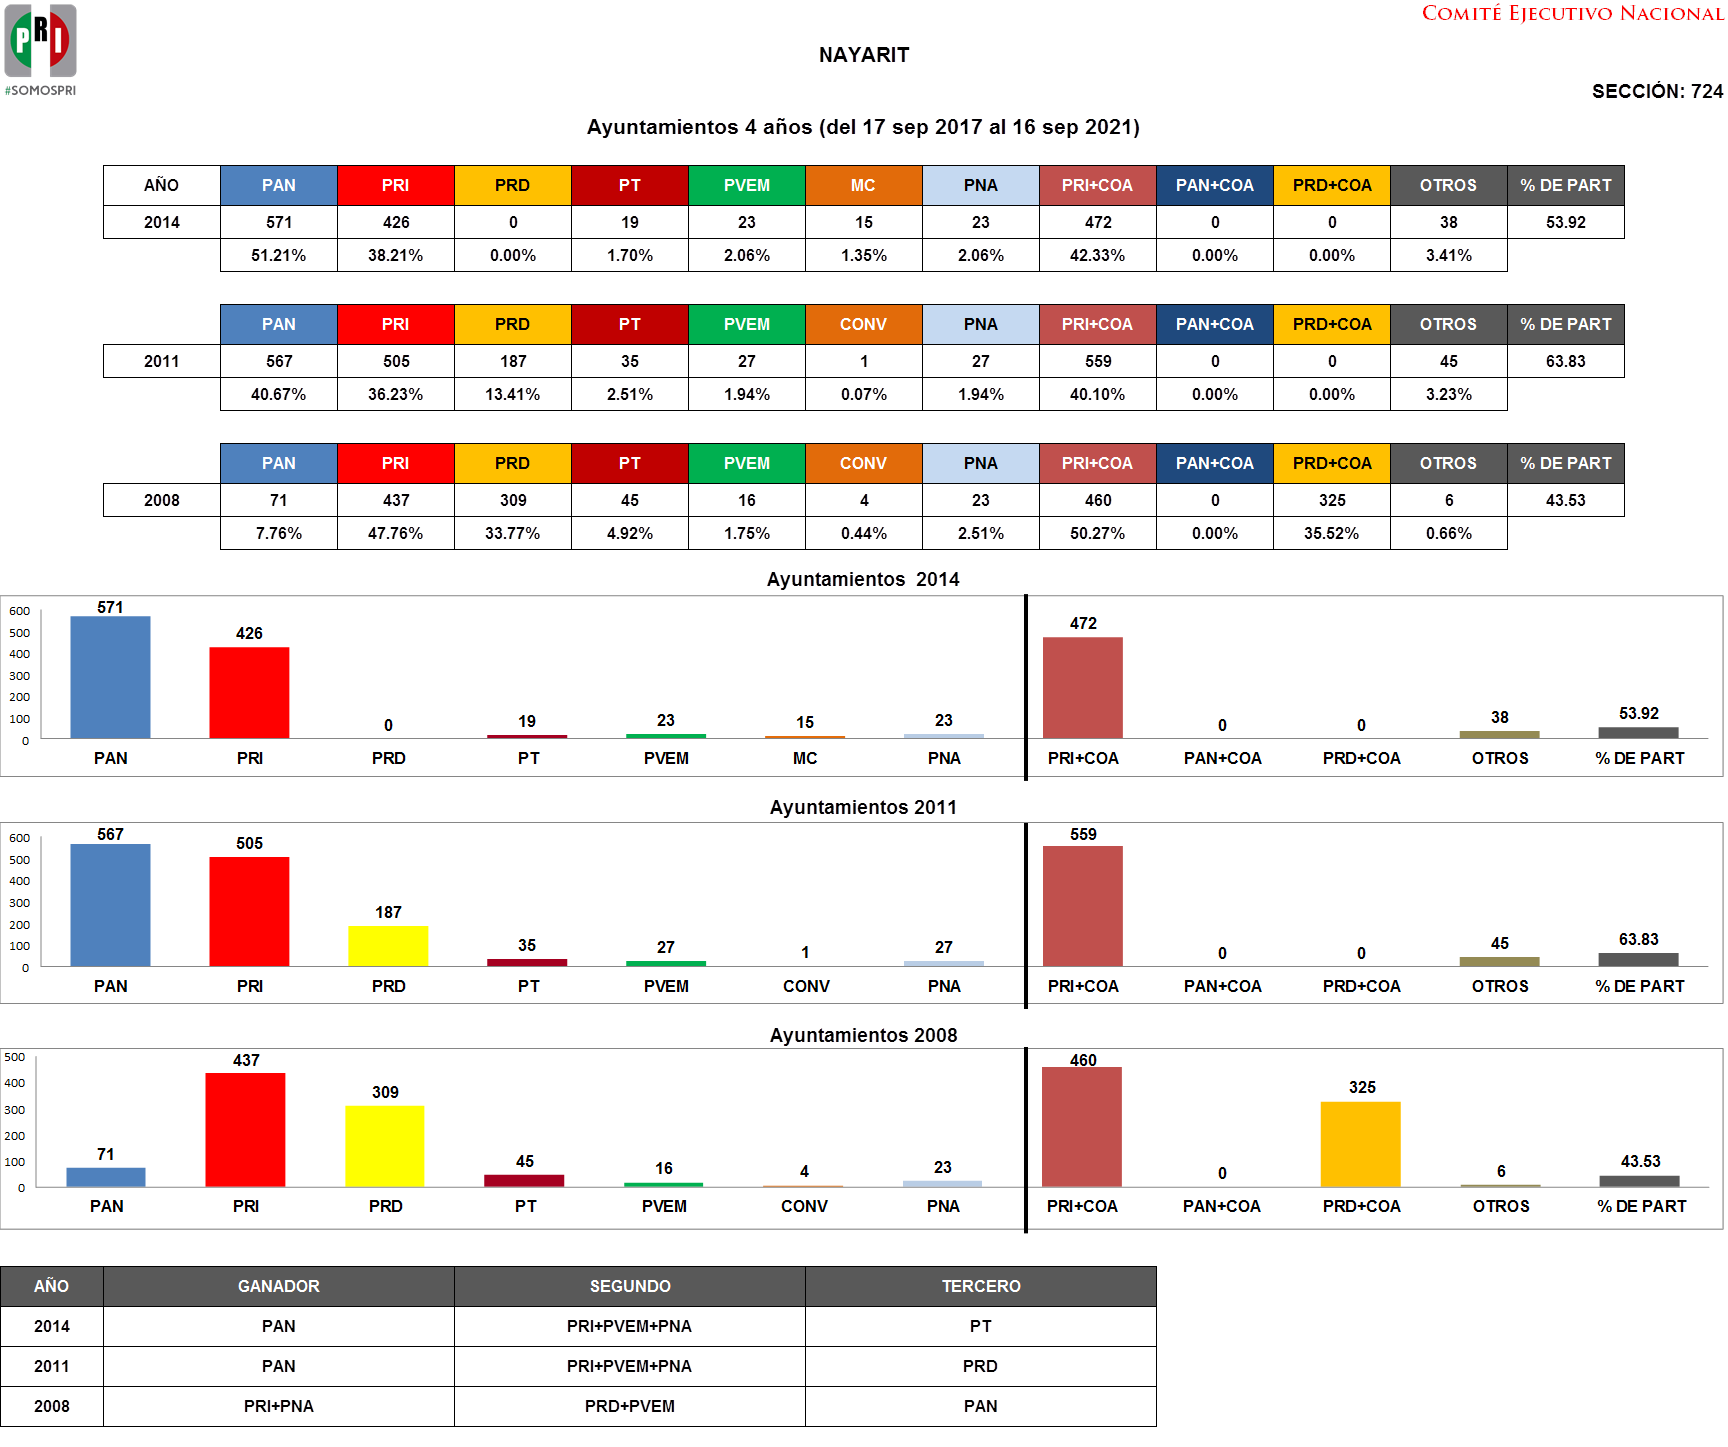 COMITÉ EJECUTIVO NACIONAL
PRI
#SOMOSPRI
NAYARIT
SECCIÓN: 724
Ayuntamientos 4 años (del 17 sep 2017 al 16 sep 2021)
AÑO PAN PRI PRD PT PVEM MC PNA PRI+COA PAN+COA PRD+COA OTROS % DE PART
2014 571 426 0 19 23 15 23 472 0 0 38 53.92
51.21% 38.21% 0.00% 1.70% 2.06% 1.35% 2.06% 42.33% 0.00% 0.00% 3.41%
PAN PRI PRD PT PVEM CONV PNA PRI+COA PAN+COA PRD+COA OTROS % DE PART
2011 567 505 187 35 27 1 27 559 0 0 45 63.83
40.67% 36.23% 13.41% 2.51% 1.94% 0.07% 1.94% 40.10% 0.00% 0.00% 3.23%
PAN PRI PRD PT PVEM CONV PNA PRI+COA PAN+COA PRD+COA OTROS % DE PART
2008 71 437 309 45 16 4 23 460 0 325 6 43.53
7.76% 47.76% 33.77% 4.92% 1.75% 0.44% 2.51% 50.27% 0.00% 35.52% 0.66%
Ayuntamientos 2014
600
500
400
300
200
100
0
571 426 0 19 23 15 23 472 0 0 38 53.92
PAN PRI PRD PT PVEM MC PNA PRI+COA PAN+COA PRD+COA OTROS % DE PART
Ayuntamientos 2011
600
500
400
300
200
100
0
567 505 187 35 27 1 27 559 0 0 45 63.83
PAN PRI PRD PT PVEM CONV PNA PRI+COA PAN+COA PRD+COA OTROS % DE PART
Ayuntamientos 2008
500
400
300
200
100
0
71 437 309 45 16 4 23 460 0 325 6 43.53
PAN PRI PRD PT PVEM CONV PNA PRI+COA PAN+COA PRD+COA OTROS % DE PART
AÑO GANADOR SEGUNDO TERCERO
2014 PAN PRI+PVEM+PNA PT
2011 PAN PRI+PVEM+PNA PRD
2008 PRI+PNA PRD+PVEM PAN